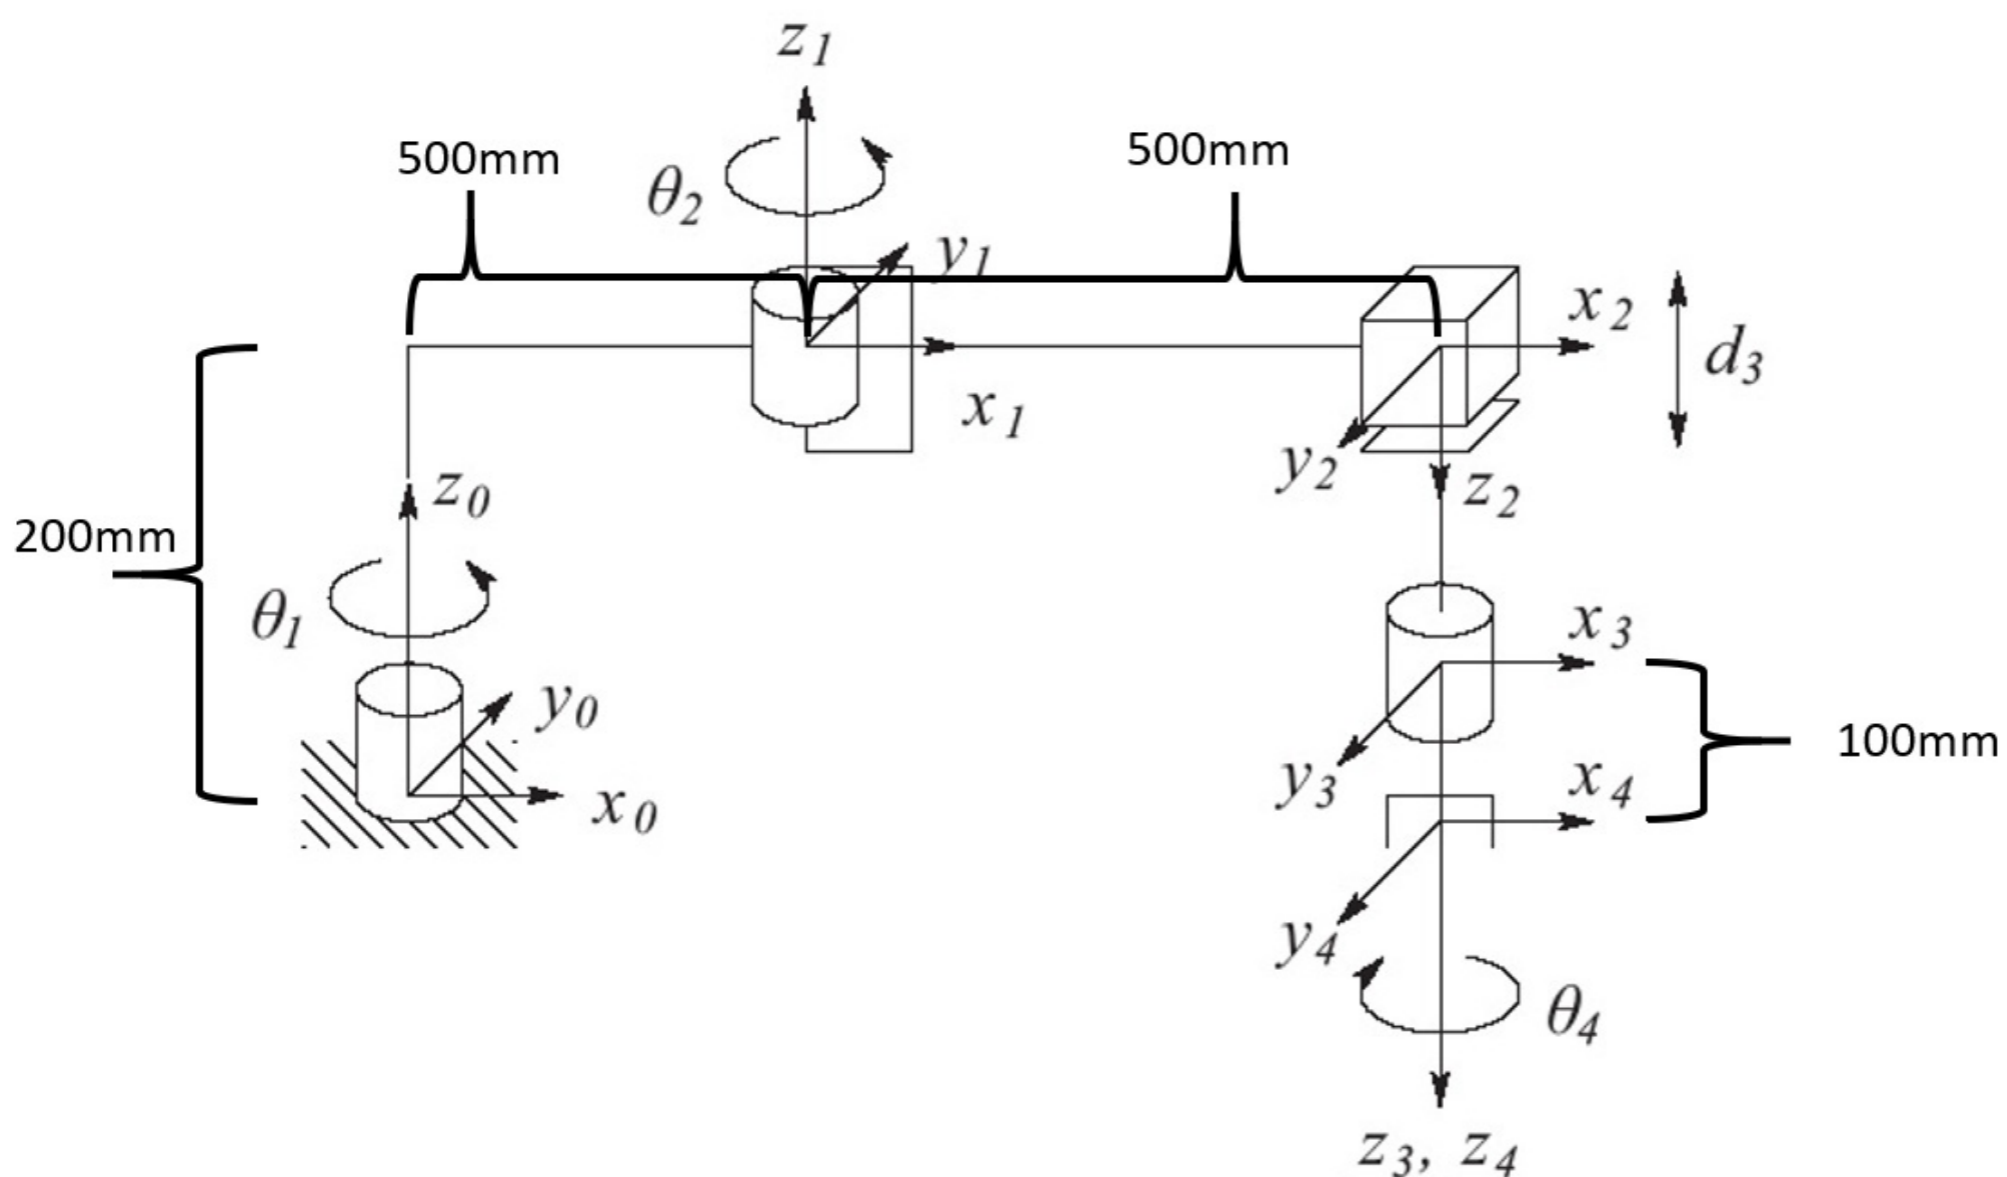 z1
500mm
500mm
θ2
y1
x2
d3
x1
y2
z2
z0
200mm
θ1
y0
x0
x3
100mm
y3
x4
y4
θ4
z3, z4